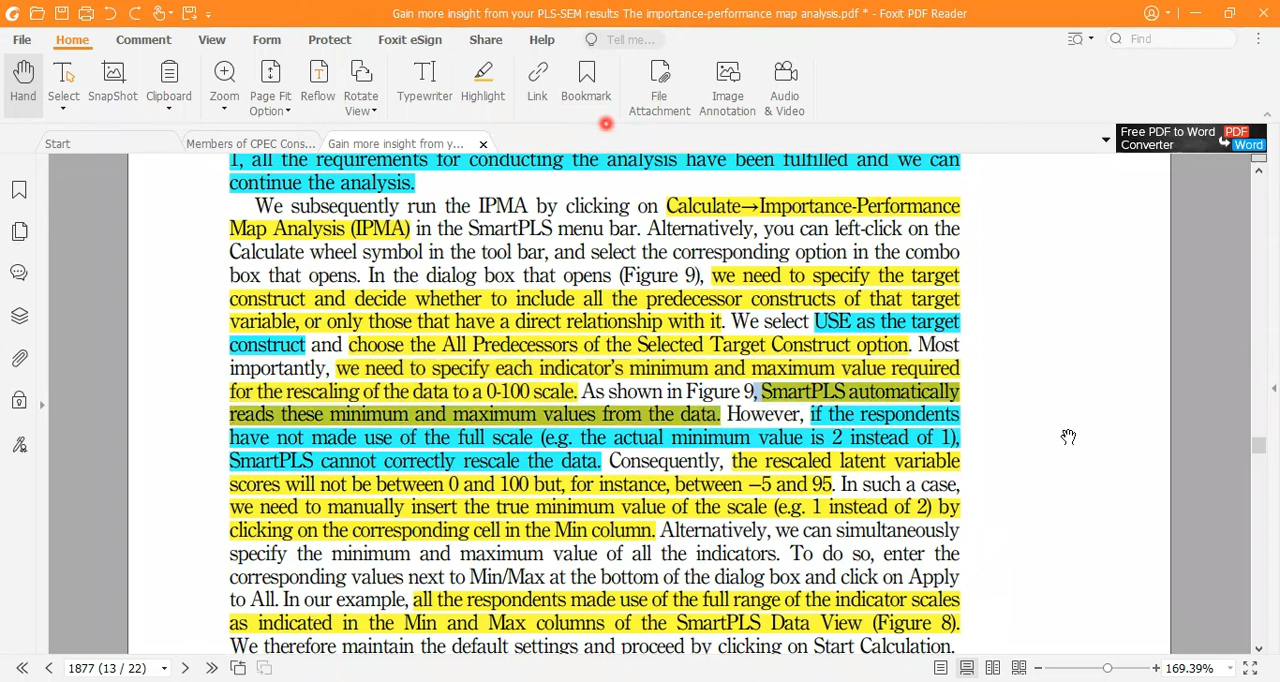 Gain more insight from your PLS-SEM results The importance-performance map analysis.pdf * - Foxit PDF Reader
File Home Comment View Form Protect Foxit eSign Share Help Tell me... Find
Hand Select SnapShot Clipboard Zoom Page Fit Option Reflow Rotate View Typewriter Highlight Link Bookmark File Attachment Image Annotation Audio & Video
Start Members of CPEC Cons... Gain more insight from y...
Free PDF to Word Converter PDF Word
1, all the requirements for conducting the analysis have been fulfilled and we can
continue the analysis.
We subsequently run the IPMA by clicking on Calculate→Importance-Performance
Map Analysis (IPMA) in the SmartPLS menu bar. Alternatively, you can left-click on the
Calculate wheel symbol in the tool bar, and select the corresponding option in the combo
box that opens. In the dialog box that opens (Figure 9), we need to specify the target
construct and decide whether to include all the predecessor constructs of that target
variable, or only those that have a direct relationship with it. We select USE as the target
construct and choose the All Predecessors of the Selected Target Construct option. Most
importantly, we need to specify each indicator's minimum and maximum value required
for the rescaling of the data to a 0-100 scale. As shown in Figure 9, SmartPLS automatically
reads these minimum and maximum values from the data. However, if the respondents
have not made use of the full scale (e.g. the actual minimum value is 2 instead of 1),
SmartPLS cannot correctly rescale the data. Consequently, the rescaled latent variable
scores will not be between 0 and 100 but, for instance, between −5 and 95. In such a case,
we need to manually insert the true minimum value of the scale (e.g. 1 instead of 2) by
clicking on the corresponding cell in the Min column. Alternatively, we can simultaneously
specify the minimum and maximum value of all the indicators. To do so, enter the
corresponding values next to Min/Max at the bottom of the dialog box and click on Apply
to All. In our example, all the respondents made use of the full range of the indicator scales
as indicated in the Min and Max columns of the SmartPLS Data View (Figure 8).
We therefore maintain the default settings and proceed by clicking on Start Calculation.
1877 (13 / 22) 169.39%